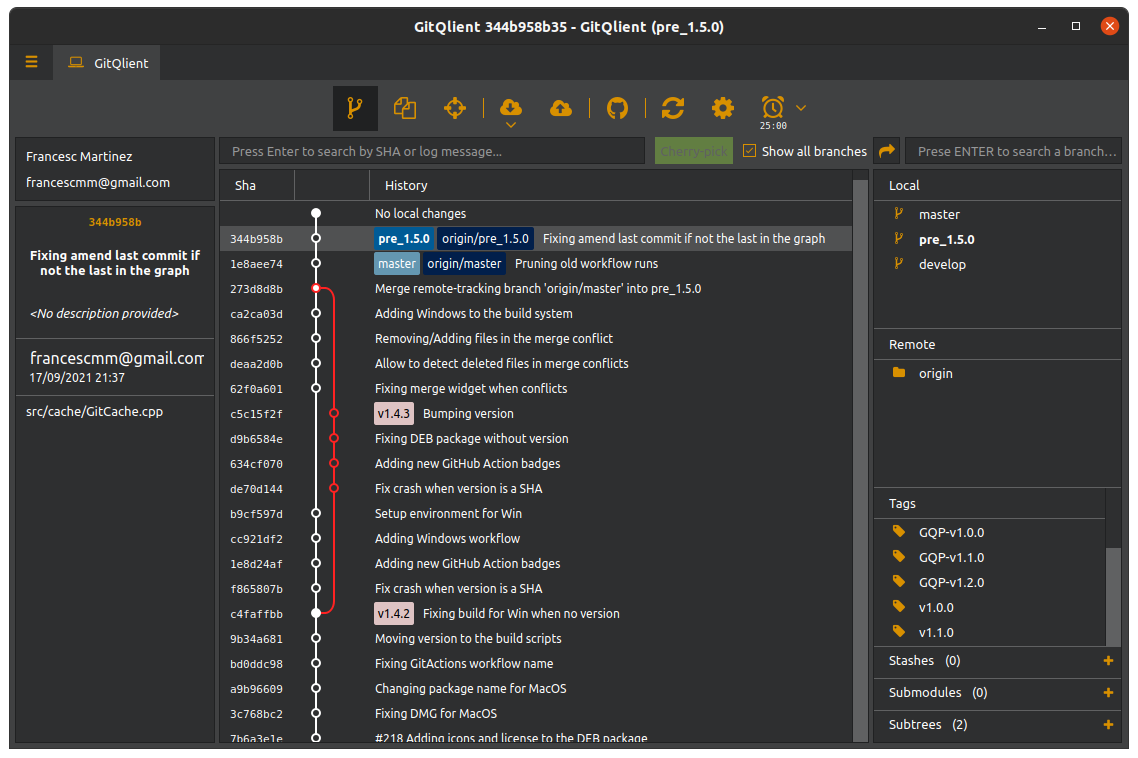 GitQlient 344b958b35 - GitQlient (pre_1.5.0)
GitQlient
25:00
Francesc Martinez
francescmm@gmail.com
344b958b
Fixing amend last commit if
not the last in the graph
<No description provided>
francescmm@gmail.com
17/09/2021 21:37
src/cache/GitCache.cpp
Press Enter to search by SHA or log message...
Cherry-pick
Show all branches
Prese ENTER to search a branch...
Sha History
No local changes
344b958b pre_1.5.0 origin/pre_1.5.0 Fixing amend last commit if not the last in the graph
1e8aee74 master origin/master Pruning old workflow runs
273d8d8b Merge remote-tracking branch 'origin/master' into pre_1.5.0
ca2ca03d Adding Windows to the build system
866f5252 Removing/Adding files in the merge conflict
deaa2d0b Allow to detect deleted files in merge conflicts
62f0a601 Fixing merge widget when conflicts
c5c15f2f v1.4.3 Bumping version
d9b6584e Fixing DEB package without version
634cf070 Adding new GitHub Action badges
de70d144 Fix crash when version is a SHA
b9cf597d Setup environment for Win
cc921df2 Adding Windows workflow
1e8d24af Adding new GitHub Action badges
f865807b Fix crash when version is a SHA
c4faffbb v1.4.2 Fixing build for Win when no version
9b34a681 Moving version to the build scripts
bd0ddc98 Fixing GitActions workflow name
a9b96609 Changing package name for MacOS
3c768bc2 Fixing DMG for MacOS
7b6a3e1e #218 Adding icons and license to the DEB package
Local
master
pre_1.5.0
develop
Remote
origin
Tags
GQP-v1.0.0
GQP-v1.1.0
GQP-v1.2.0
v1.0.0
v1.1.0
Stashes (0)
Submodules (0)
Subtrees (2)